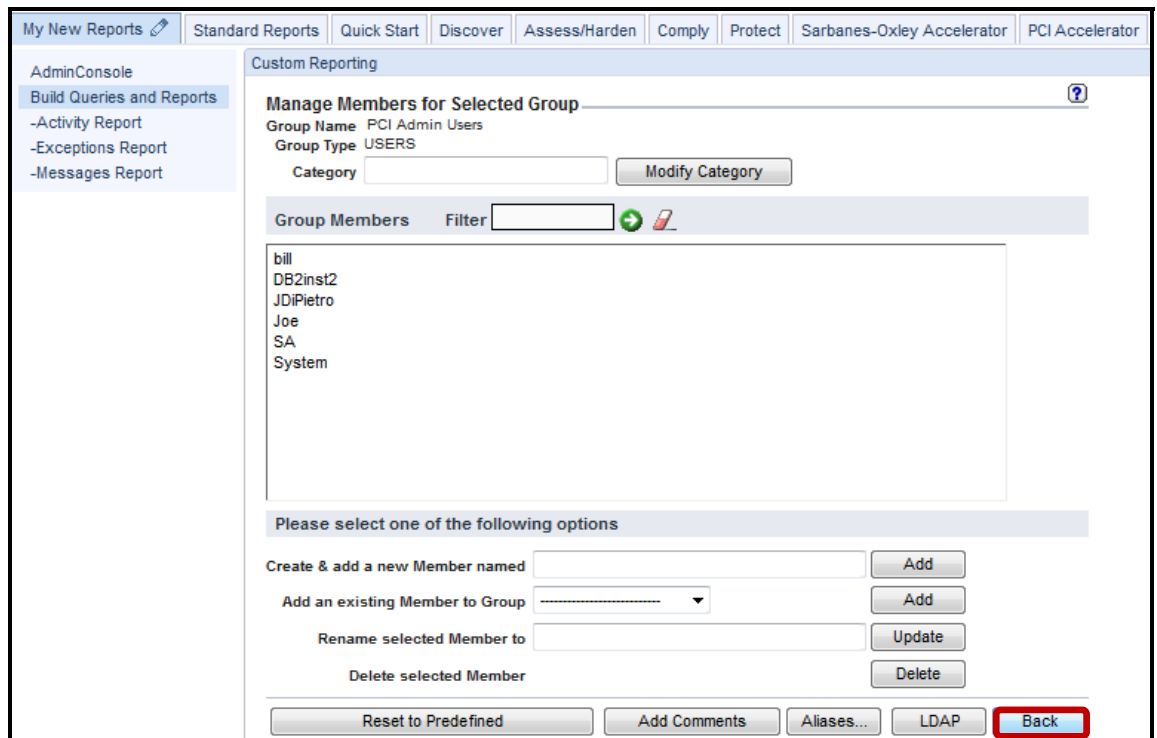 My New Reports Standard Reports Quick Start Discover Assess/Harden Comply Protect Sarbanes-Oxley Accelerator PCI Accelerator
AdminConsole
Build Queries and Reports
-Activity Report
-Exceptions Report
-Messages Report
Custom Reporting
Manage Members for Selected Group
?
Group Name PCI Admin Users
Group Type USERS
Category Modify Category
Group Members Filter
bill
DB2inst2
JDiPietro
Joe
SA
System
Please select one of the following options
Create & add a new Member named Add
Add an existing Member to Group --------------------------- Add
Rename selected Member to Update
Delete selected Member Delete
Reset to Predefined Add Comments Aliases... LDAP Back